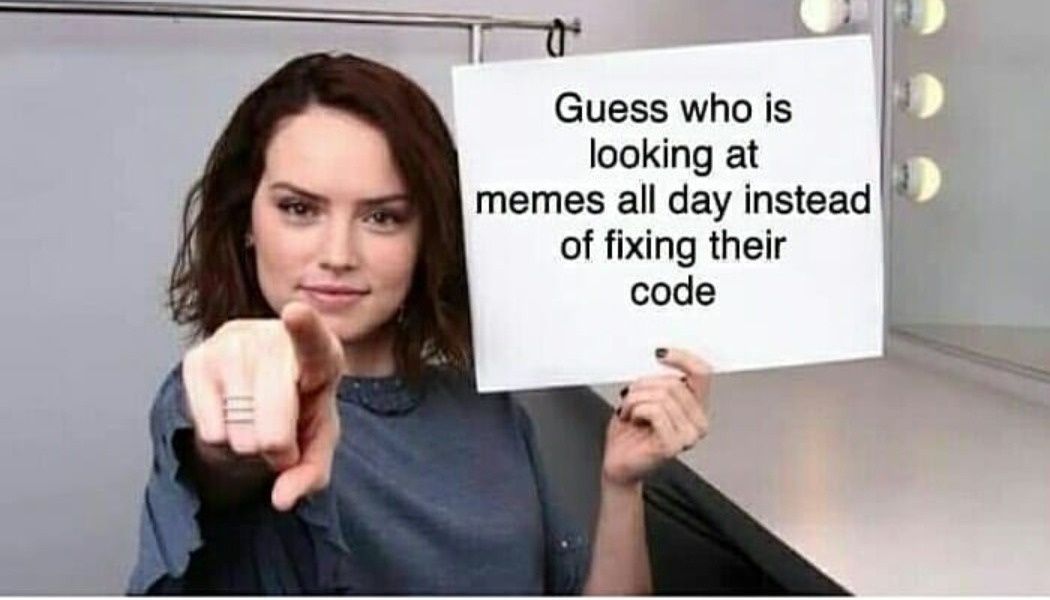 Guess who is
looking at
memes all day instead
of fixing their
code